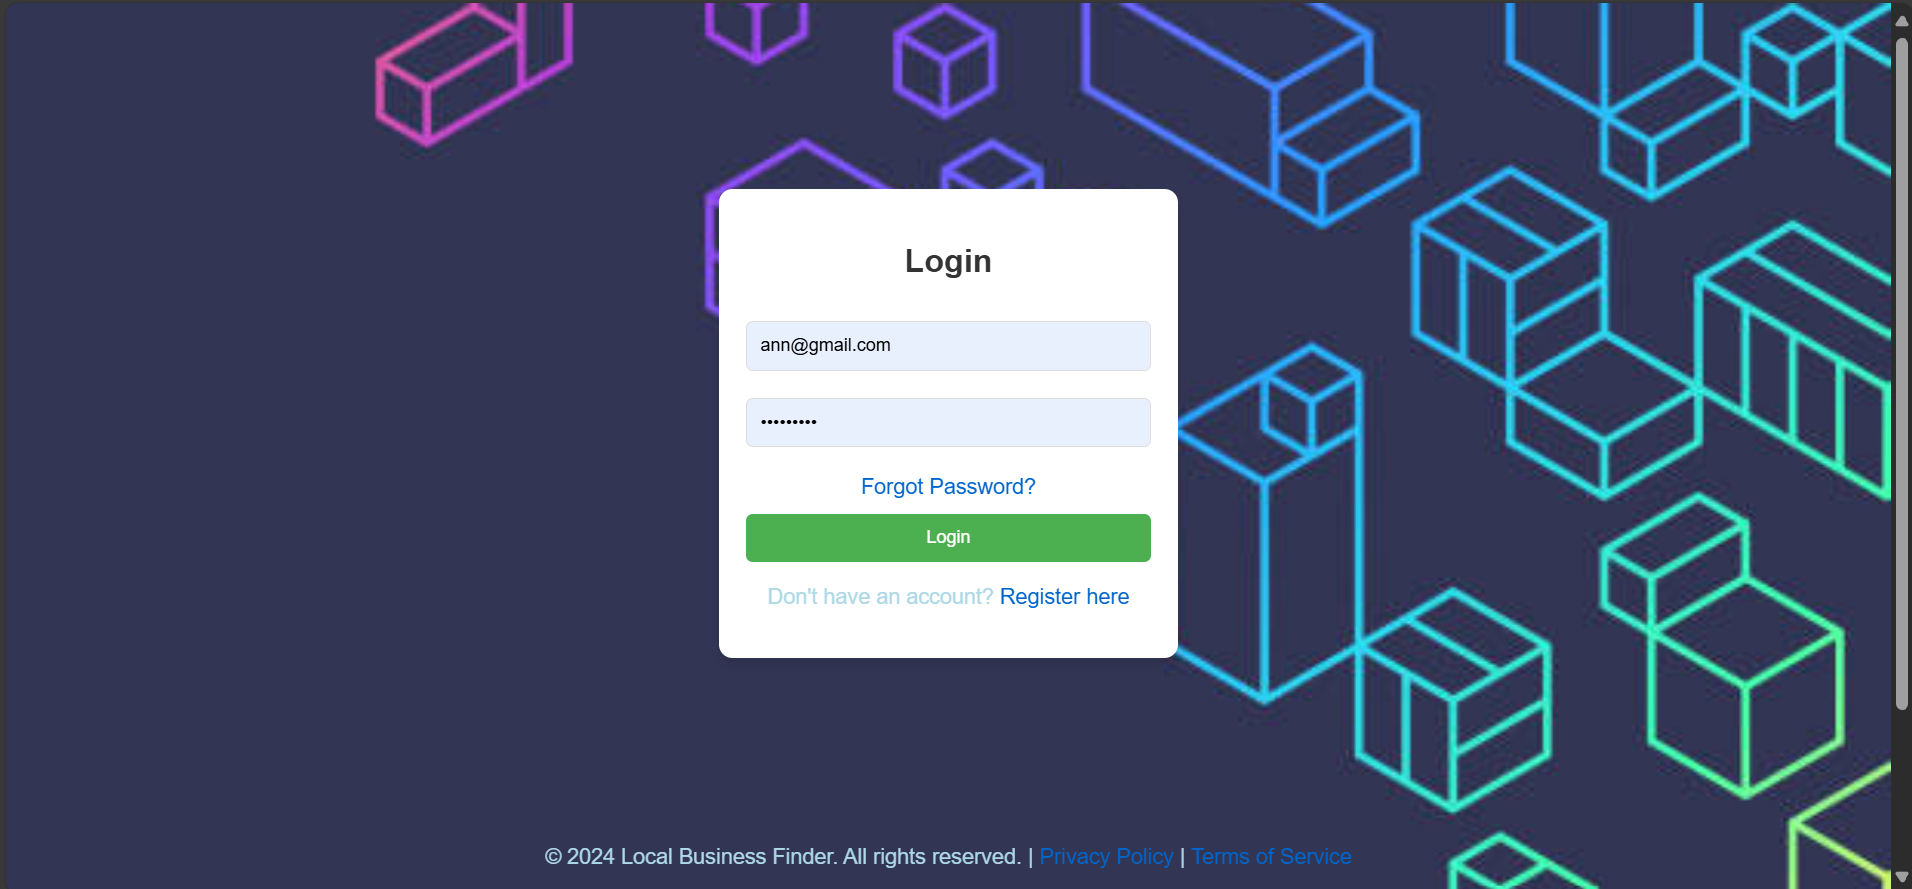 Login
ann@gmail.com
•••••••••
Forgot Password?
Login
Don't have an account? Register here
© 2024 Local Business Finder. All rights reserved. | Privacy Policy | Terms of Service